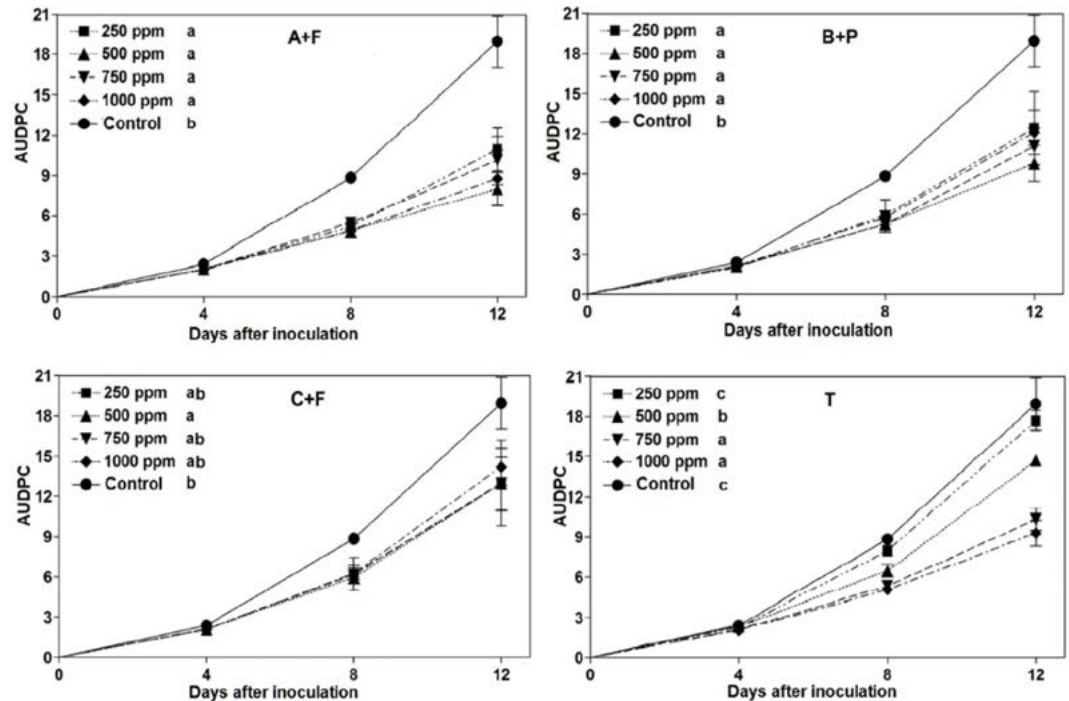 A+F
250 ppm a
500 ppm a
750 ppm a
1000 ppm a
Control b
AUDPC
21
18
15
12
9
6
3
0
0 4 8 12
Days after inoculation
B+P
250 ppm a
500 ppm a
750 ppm a
1000 ppm a
Control b
AUDPC
21
18
15
12
9
6
3
0
0 4 8 12
Days after inoculation
C+F
250 ppm ab
500 ppm a
750 ppm ab
1000 ppm ab
Control b
AUDPC
21
18
15
12
9
6
3
0
0 4 8 12
Days after inoculation
T
250 ppm c
500 ppm b
750 ppm a
1000 ppm a
Control c
AUDPC
21
18
15
12
9
6
3
0
0 4 8 12
Days after inoculation